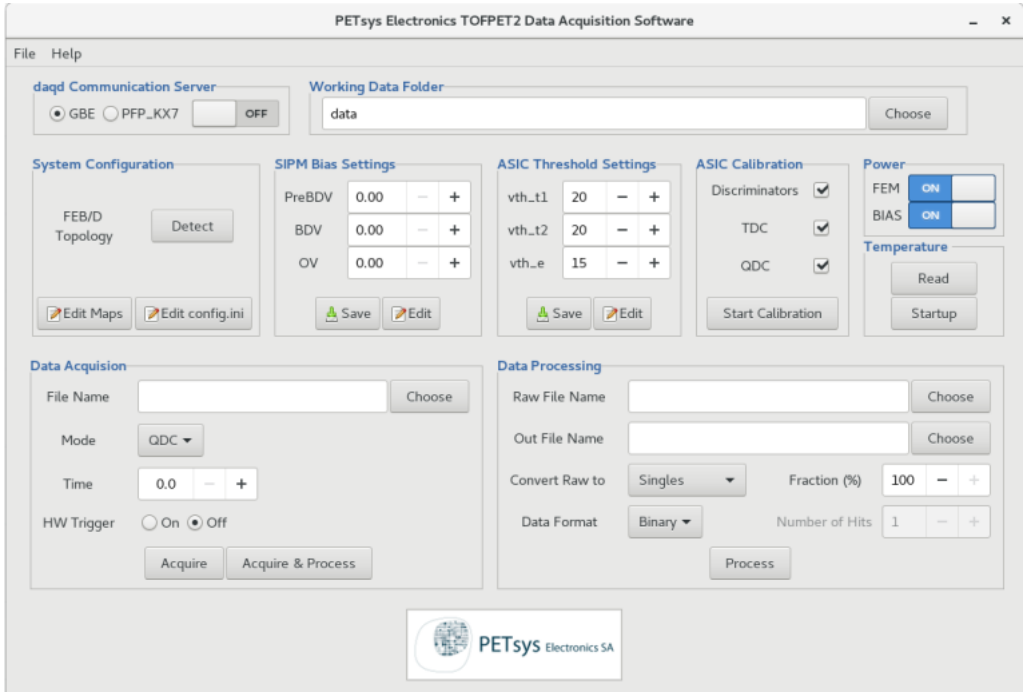 PETsys Electronics TOFPET2 Data Acquisition Software
File Help
daqd Communication Server
GBE PFP_KX7 OFF
Working Data Folder
data Choose
System Configuration
FEB/D
Topology
Detect
Edit Maps Edit config.ini
SIPM Bias Settings
PreBDV 0.00 − +
BDV 0.00 − +
OV 0.00 − +
Save Edit
ASIC Threshold Settings
vth_t1 20 − +
vth_t2 20 − +
vth_e 15 − +
Save Edit
ASIC Calibration
Discriminators
TDC
QDC
Start Calibration
Power
FEM ON
BIAS ON
Temperature
Read
Startup
Data Acquision
File Name Choose
Mode QDC
Time 0.0 − +
HW Trigger On Off
Acquire Acquire & Process
Data Processing
Raw File Name Choose
Out File Name Choose
Convert Raw to Singles Fraction (%) 100 − +
Data Format Binary Number of Hits 1 − +
Process
PETsys Electronics SA